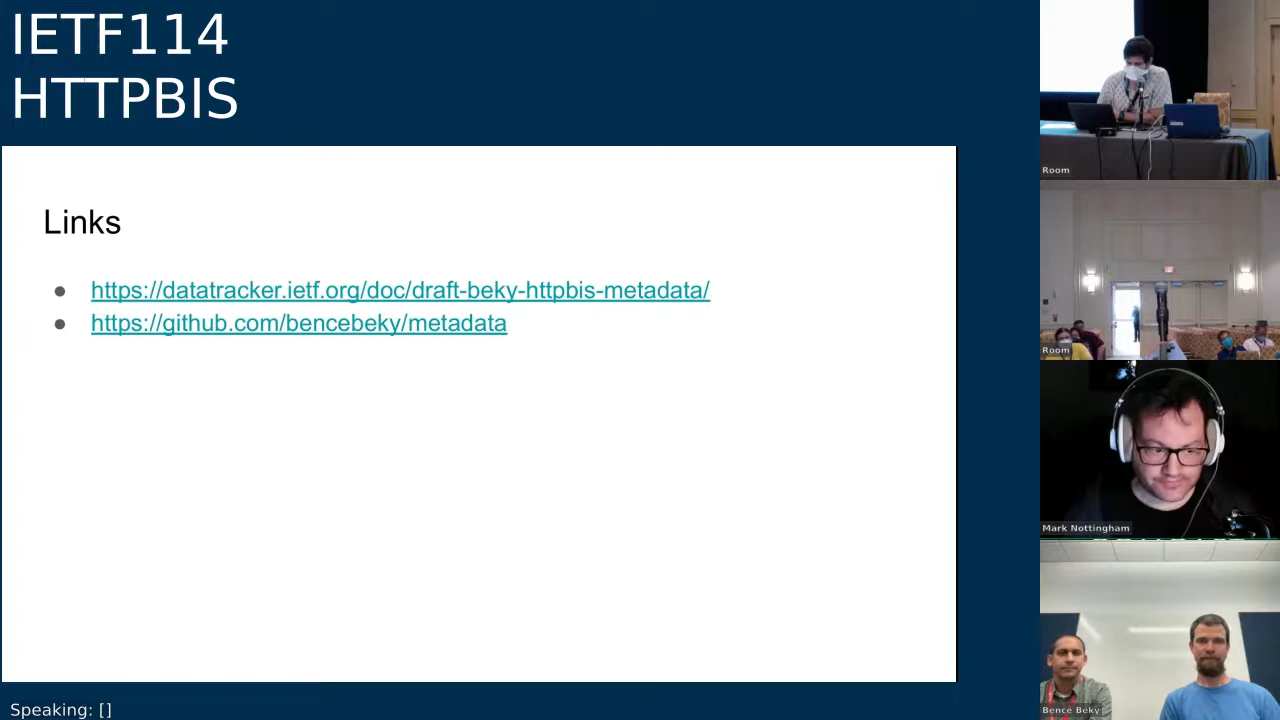 IETF114
HTTPBIS
Links
https://datatracker.ietf.org/doc/draft-beky-httpbis-metadata/
https://github.com/bencebeky/metadata
Speaking: []
Room
Room
Mark Nottingham
Bence Beky